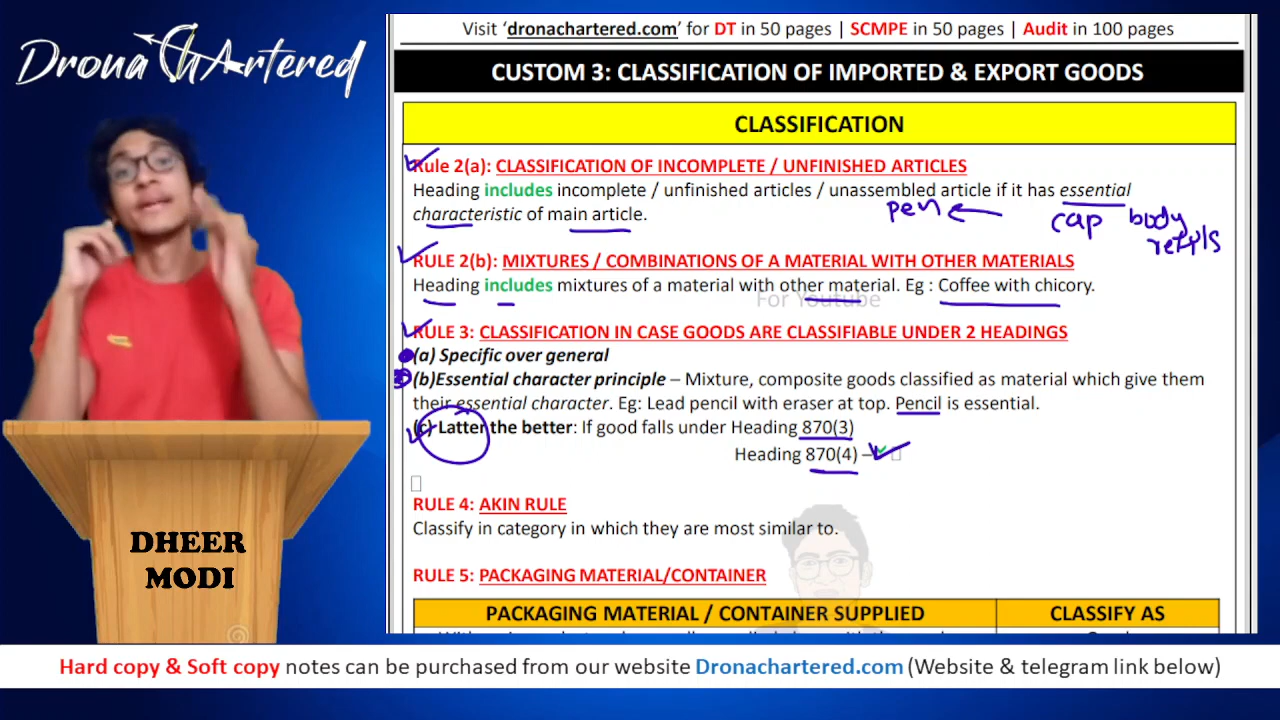 Drona CHArtered
Visit ‘dronachartered.com’ for DT in 50 pages | SCMPE in 50 pages | Audit in 100 pages
CUSTOM 3: CLASSIFICATION OF IMPORTED & EXPORT GOODS
CLASSIFICATION
Rule 2(a): CLASSIFICATION OF INCOMPLETE / UNFINISHED ARTICLES
Heading includes incomplete / unfinished articles / unassembled article if it has essential
characteristic of main article.
pen cap body
refills
RULE 2(b): MIXTURES / COMBINATIONS OF A MATERIAL WITH OTHER MATERIALS
Heading includes mixtures of a material with other material. Eg : Coffee with chicory.
For Youtube
RULE 3: CLASSIFICATION IN CASE GOODS ARE CLASSIFIABLE UNDER 2 HEADINGS
(a) Specific over general
(b)Essential character principle – Mixture, composite goods classified as material which give them
their essential character. Eg: Lead pencil with eraser at top. Pencil is essential.
(c) Latter the better: If good falls under Heading 870(3)
Heading 870(4) –
RULE 4: AKIN RULE
Classify in category in which they are most similar to.
RULE 5: PACKAGING MATERIAL/CONTAINER
PACKAGING MATERIAL / CONTAINER SUPPLIED CLASSIFY AS
DHEER
MODI
Hard copy & Soft copy notes can be purchased from our website Dronachartered.com (Website & telegram link below)